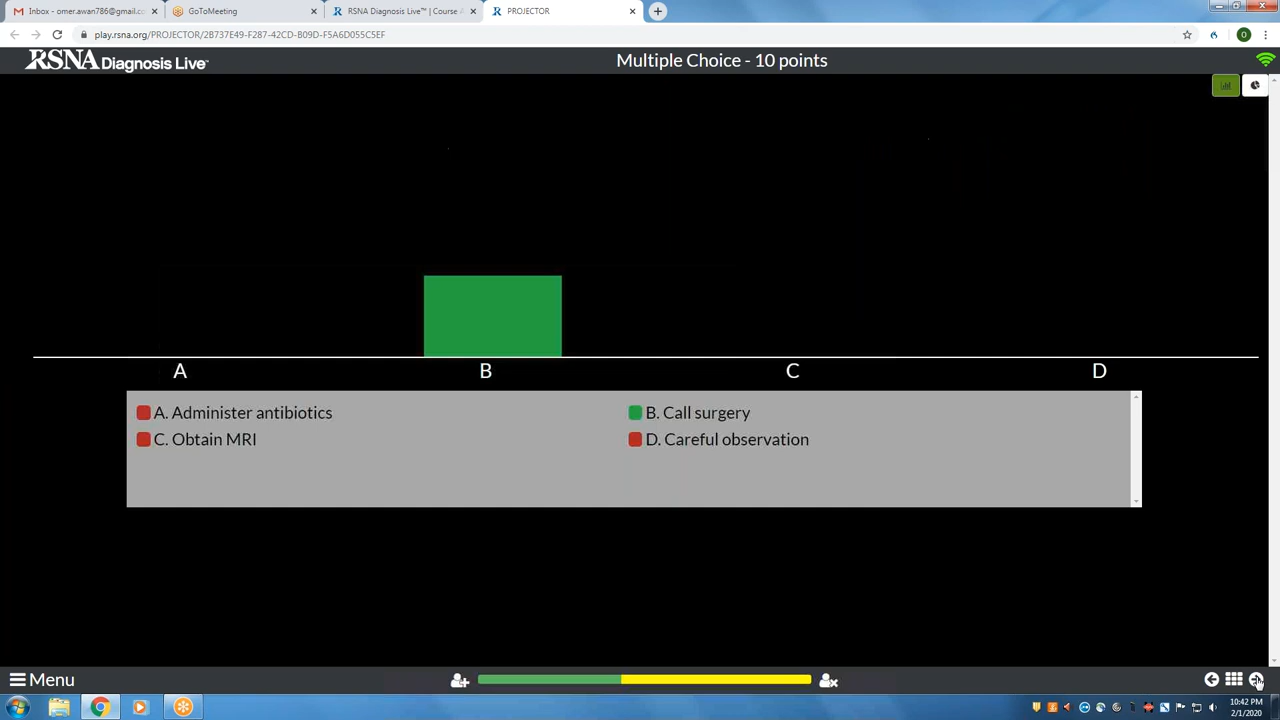 Inbox - omer.awan786@gmail.c
GoToMeeting
RSNA Diagnosis Live™ | Course
PROJECTOR
play.rsna.org/PROJECTOR/2B737E49-F287-42CD-B09D-F5A6D055C5EF
O
RSNA Diagnosis Live™
Multiple Choice - 10 points
A
B
C
D
A. Administer antibiotics
B. Call surgery
C. Obtain MRI
D. Careful observation
Menu
10:42 PM
2/1/2020